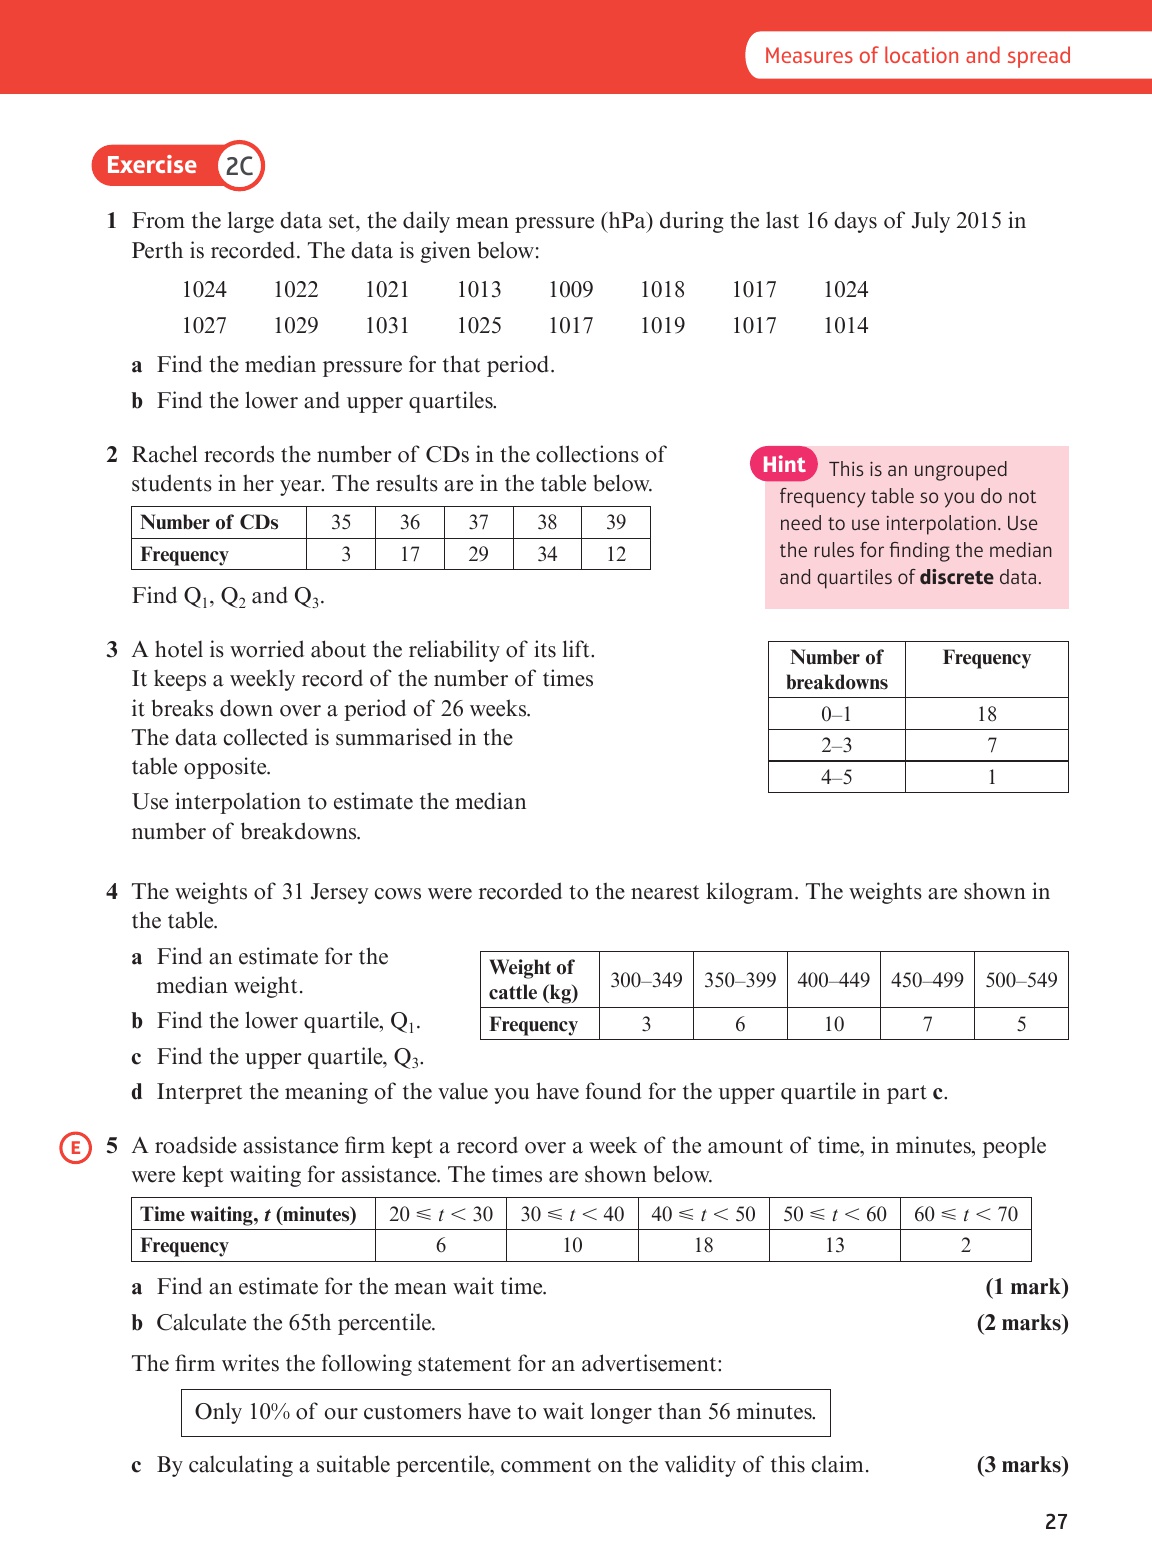 Measures of location and spread
Exercise 2C
1 From the large data set, the daily mean pressure (hPa) during the last 16 days of July 2015 in
Perth is recorded. The data is given below:
1024 1022 1021 1013 1009 1018 1017 1024
1027 1029 1031 1025 1017 1019 1017 1014
a Find the median pressure for that period.
b Find the lower and upper quartiles.
2 Rachel records the number of CDs in the collections of
students in her year. The results are in the table below.
Number of CDs 35 36 37 38 39
Frequency 3 17 29 34 12
Find Q₁, Q₂ and Q₃.
Hint This is an ungrouped
frequency table so you do not
need to use interpolation. Use
the rules for finding the median
and quartiles of discrete data.
3 A hotel is worried about the reliability of its lift.
It keeps a weekly record of the number of times
it breaks down over a period of 26 weeks.
The data collected is summarised in the
table opposite.
Use interpolation to estimate the median
number of breakdowns.
Number of Frequency
breakdowns
0–1 18
2–3 7
4–5 1
4 The weights of 31 Jersey cows were recorded to the nearest kilogram. The weights are shown in
the table.
a Find an estimate for the
median weight.
b Find the lower quartile, Q₁.
c Find the upper quartile, Q₃.
Weight of
cattle (kg) 300–349 350–399 400–449 450–499 500–549
Frequency 3 6 10 7 5
d Interpret the meaning of the value you have found for the upper quartile in part c.
E 5 A roadside assistance firm kept a record over a week of the amount of time, in minutes, people
were kept waiting for assistance. The times are shown below.
Time waiting, t (minutes) 20 ⩽ t < 30 30 ⩽ t < 40 40 ⩽ t < 50 50 ⩽ t < 60 60 ⩽ t < 70
Frequency 6 10 18 13 2
a Find an estimate for the mean wait time. (1 mark)
b Calculate the 65th percentile. (2 marks)
The firm writes the following statement for an advertisement:
Only 10% of our customers have to wait longer than 56 minutes.
c By calculating a suitable percentile, comment on the validity of this claim. (3 marks)
27